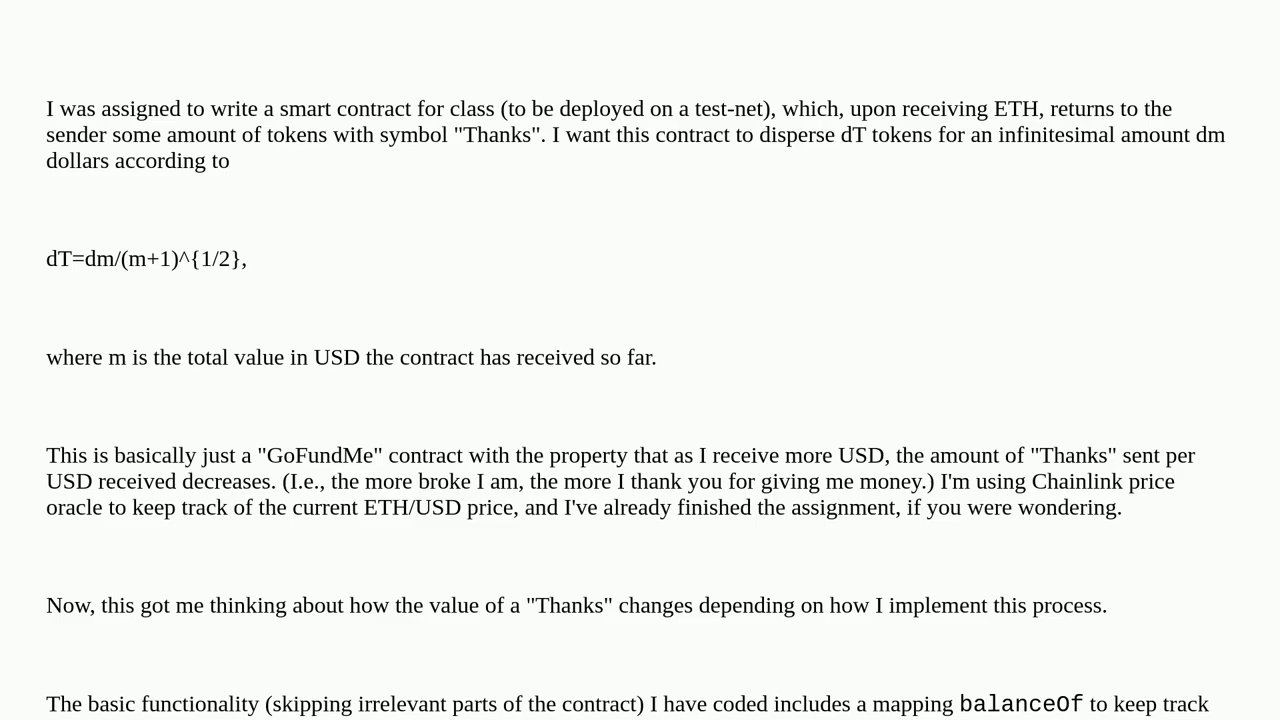 I was assigned to write a smart contract for class (to be deployed on a test-net), which, upon receiving ETH, returns to the
sender some amount of tokens with symbol "Thanks". I want this contract to disperse dT tokens for an infinitesimal amount dm
dollars according to
dT=dm/(m+1)^{1/2},
where m is the total value in USD the contract has received so far.
This is basically just a "GoFundMe" contract with the property that as I receive more USD, the amount of "Thanks" sent per
USD received decreases. (I.e., the more broke I am, the more I thank you for giving me money.) I'm using Chainlink price
oracle to keep track of the current ETH/USD price, and I've already finished the assignment, if you were wondering.
Now, this got me thinking about how the value of a "Thanks" changes depending on how I implement this process.
The basic functionality (skipping irrelevant parts of the contract) I have coded includes a mapping balanceOf to keep track